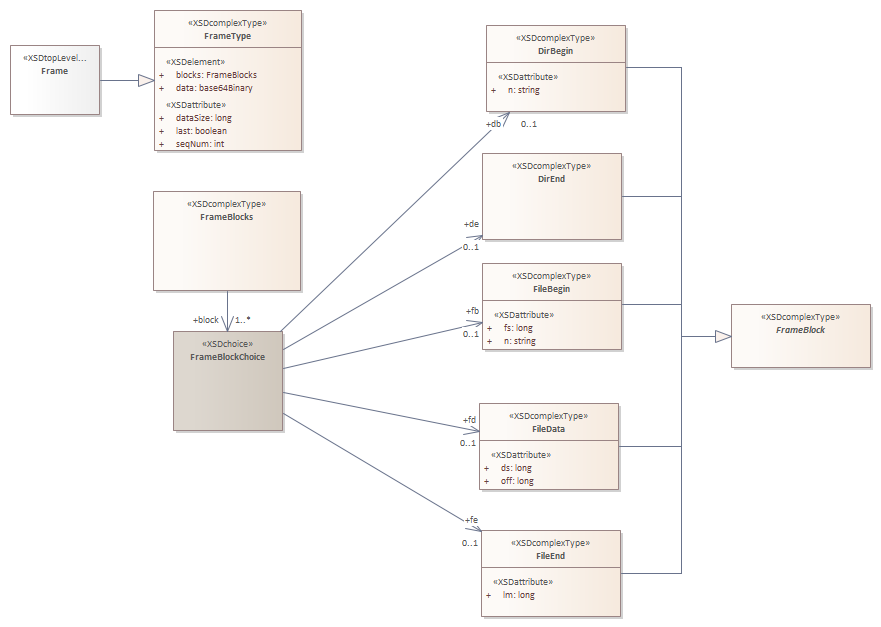 «XSDtopLevel...
Frame
«XSDcomplexType»
FrameType
«XSDelement»
+ blocks: FrameBlocks
+ data: base64Binary
«XSDattribute»
+ dataSize: long
+ last: boolean
+ seqNum: int
«XSDcomplexType»
FrameBlocks
+block
1..*
«XSDchoice»
FrameBlockChoice
«XSDcomplexType»
DirBegin
«XSDattribute»
+ n: string
+db
0..1
«XSDcomplexType»
DirEnd
+de
0..1
«XSDcomplexType»
FileBegin
«XSDattribute»
+ fs: long
+ n: string
+fb
0..1
«XSDcomplexType»
FileData
«XSDattribute»
+ ds: long
+ off: long
+fd
0..1
«XSDcomplexType»
FileEnd
«XSDattribute»
+ lm: long
+fe
0..1
«XSDcomplexType»
FrameBlock